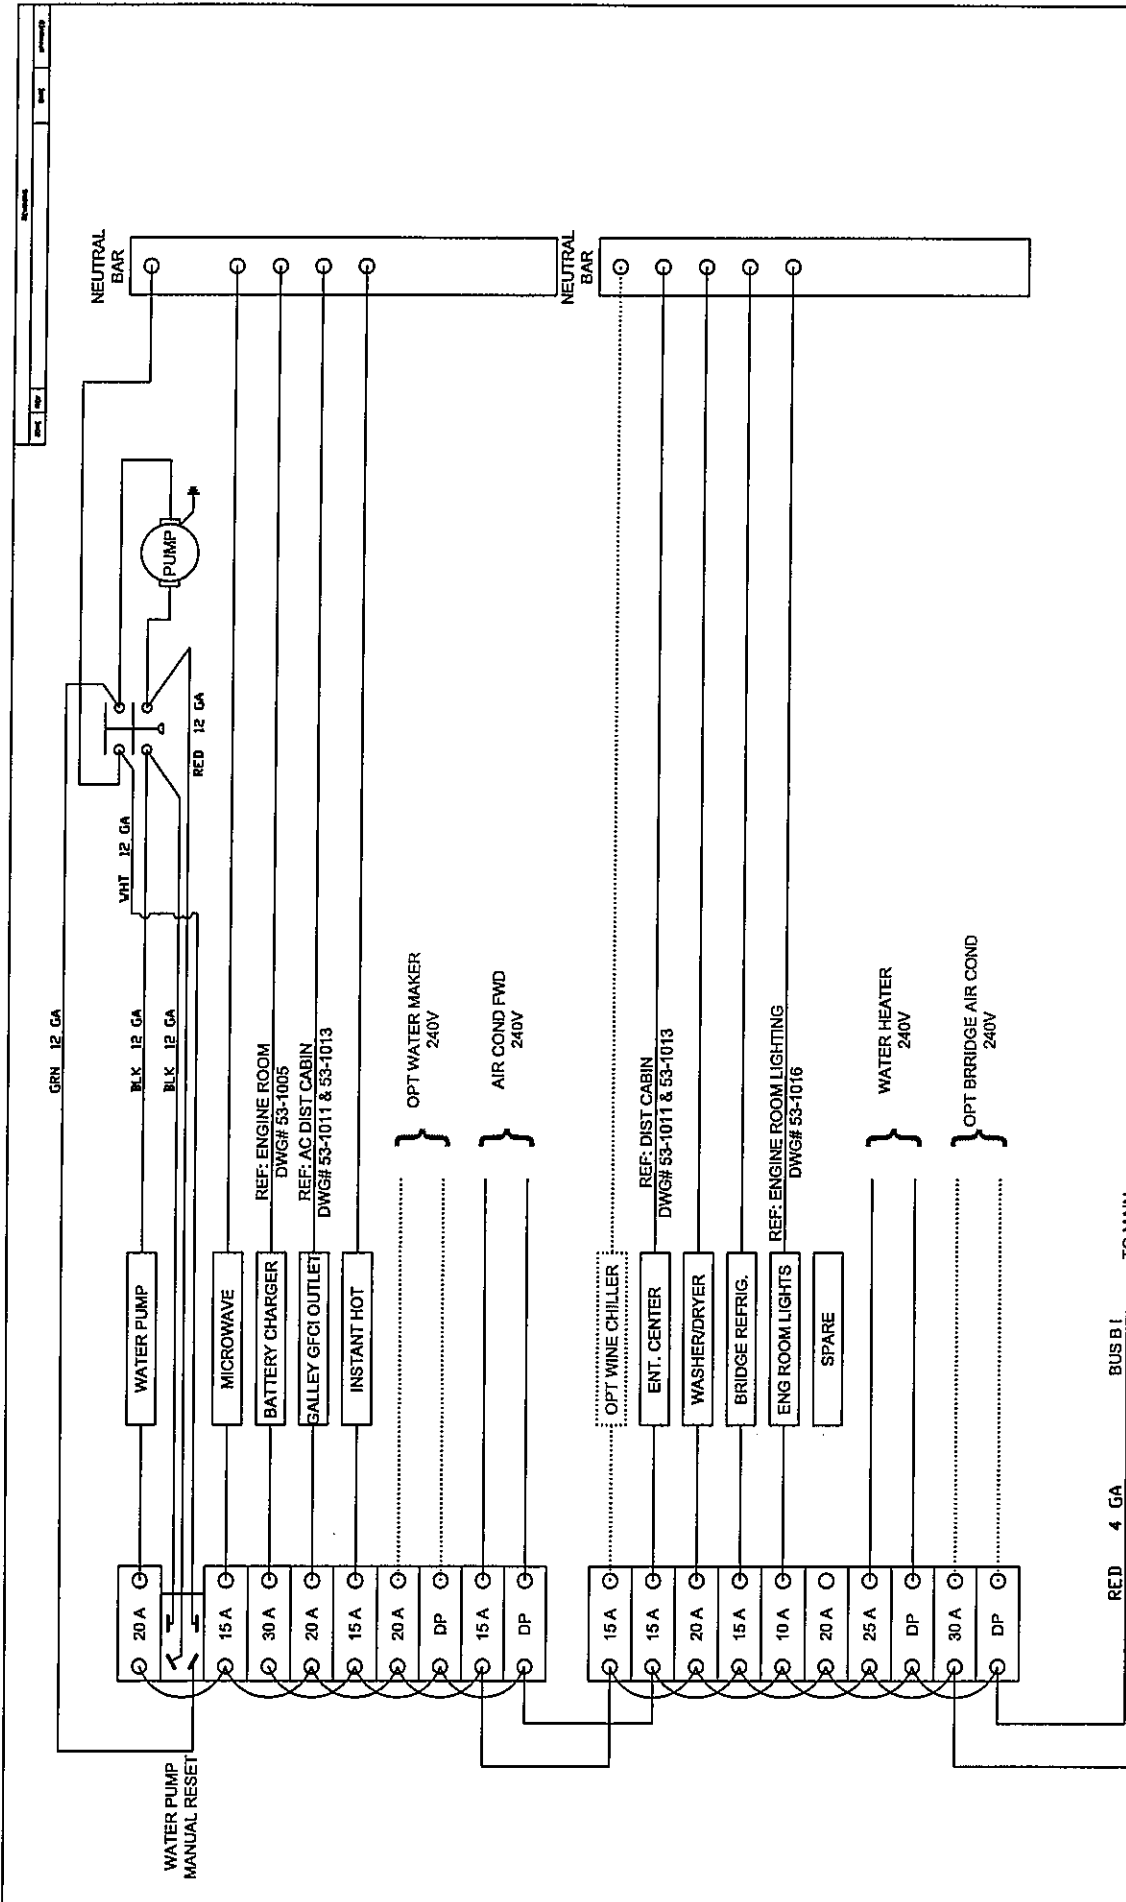 NEUTRAL
BAR
NEUTRAL
BAR
PUMP
RED 12 GA
WHT 12 GA
GRN 12 GA
BLK 12 GA
BLK 12 GA
WATER PUMP
MICROWAVE
BATTERY CHARGER
REF: ENGINE ROOM
DWG# 53-1005
GALLEY GFCI OUTLET
REF: AC DIST CABIN
DWG# 53-1011 & 53-1013
INSTANT HOT
OPT WATER MAKER
240V
AIR COND FWD
240V
OPT WINE CHILLER
ENT. CENTER
REF: DIST CABIN
DWG# 53-1011 & 53-1013
WASHER/DRYER
BRIDGE REFRIG.
ENG ROOM LIGHTS
REF: ENGINE ROOM LIGHTING
DWG# 53-1016
SPARE
WATER HEATER
240V
OPT BRRIDGE AIR COND
240V
20 A
15 A
30 A
20 A
15 A
20 A
DP
15 A
DP
15 A
15 A
20 A
15 A
10 A
20 A
25 A
DP
30 A
DP
WATER PUMP
MANUAL RESET
RED 4 GA
BUS B
TO MAIN